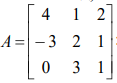 A = [ 4 1 2
-3 2 1
0 3 1 ]